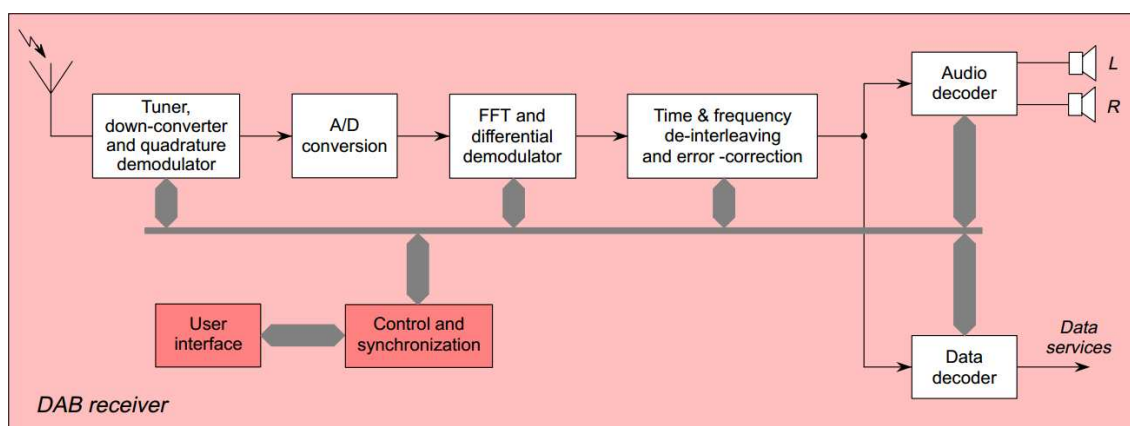 Tuner,
down-converter
and quadrature
demodulator
A/D
conversion
FFT and
differential
demodulator
Time & frequency
de-interleaving
and error -correction
Audio
decoder
L
R
User
interface
Control and
synchronization
Data
decoder
Data
services
DAB receiver